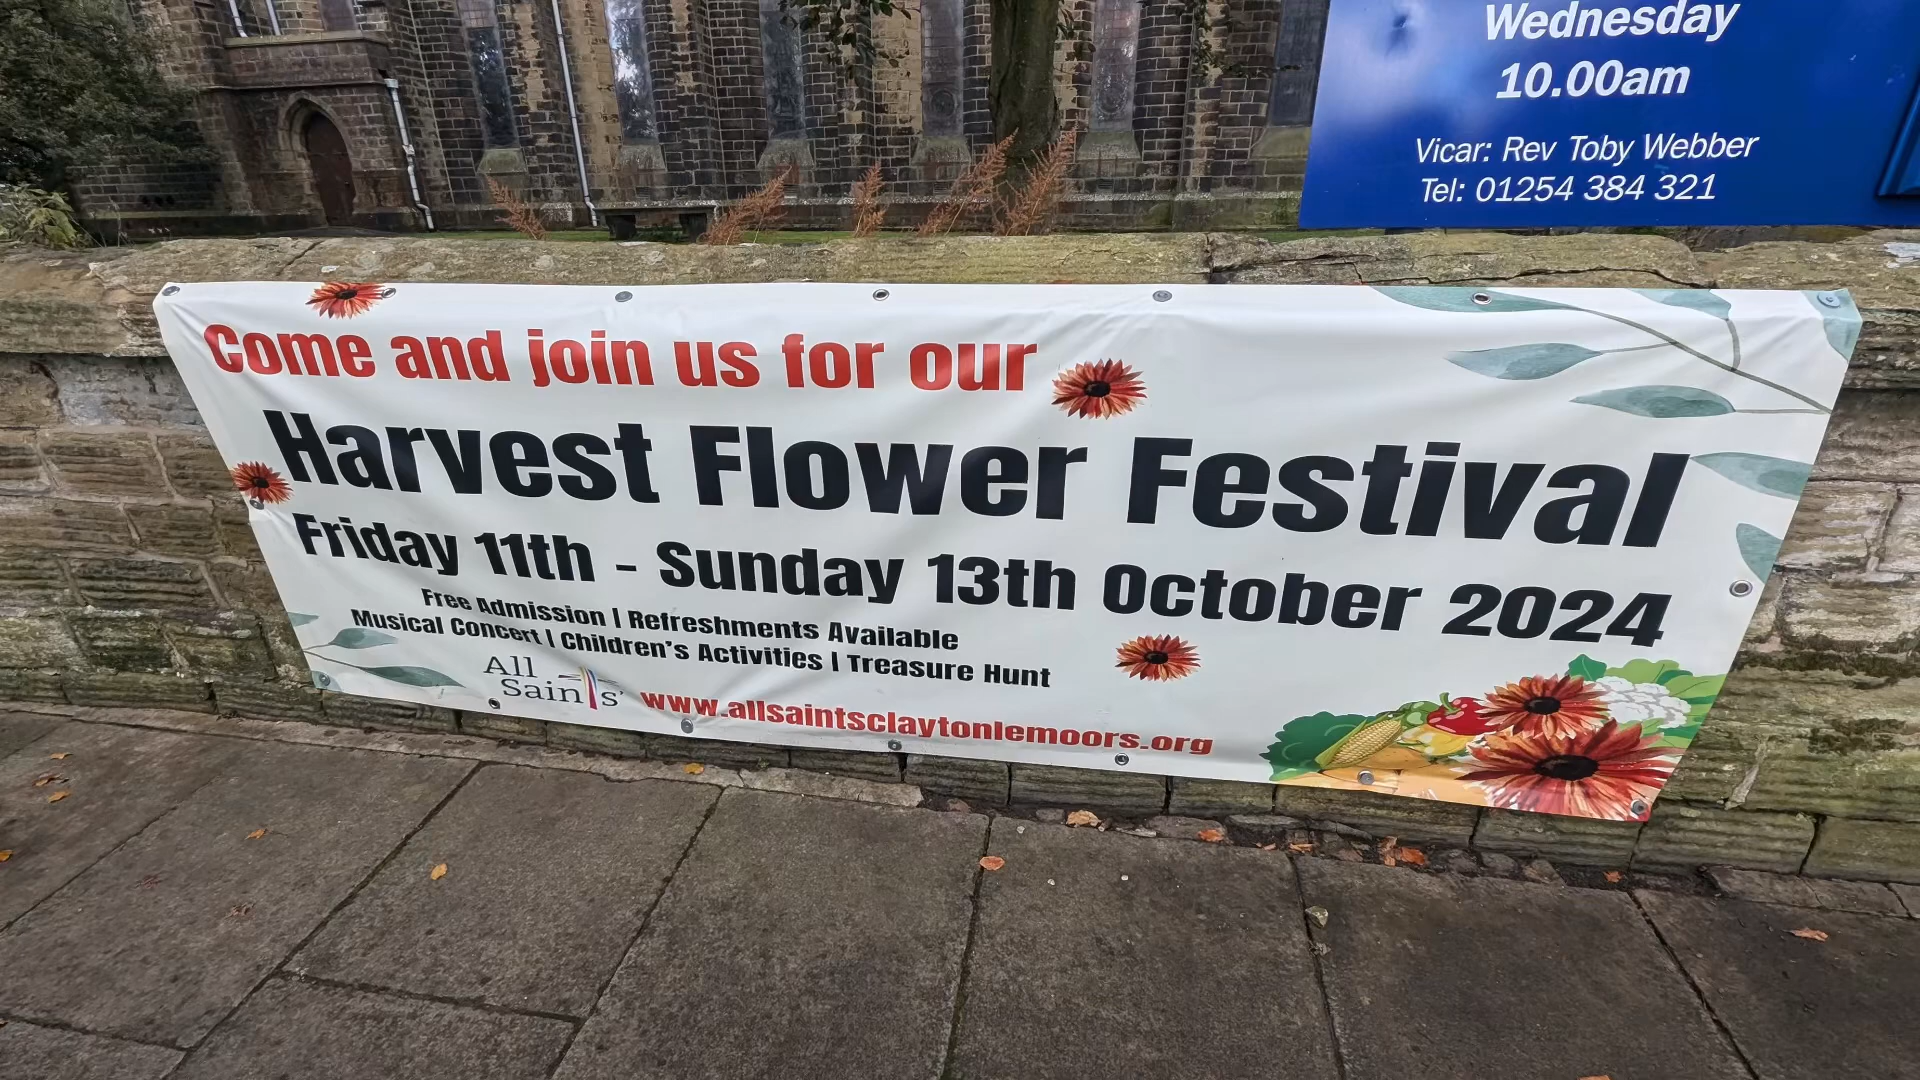 Wednesday
10.00am
Vicar: Rev Toby Webber
Tel: 01254 384 321
Come and join us for our
Harvest Flower Festival
Friday 11th - Sunday 13th October 2024
Free Admission | Refreshments Available
Musical Concert | Children's Activities | Treasure Hunt
All
Saints'
www.allsaintsclaytonlemoors.org